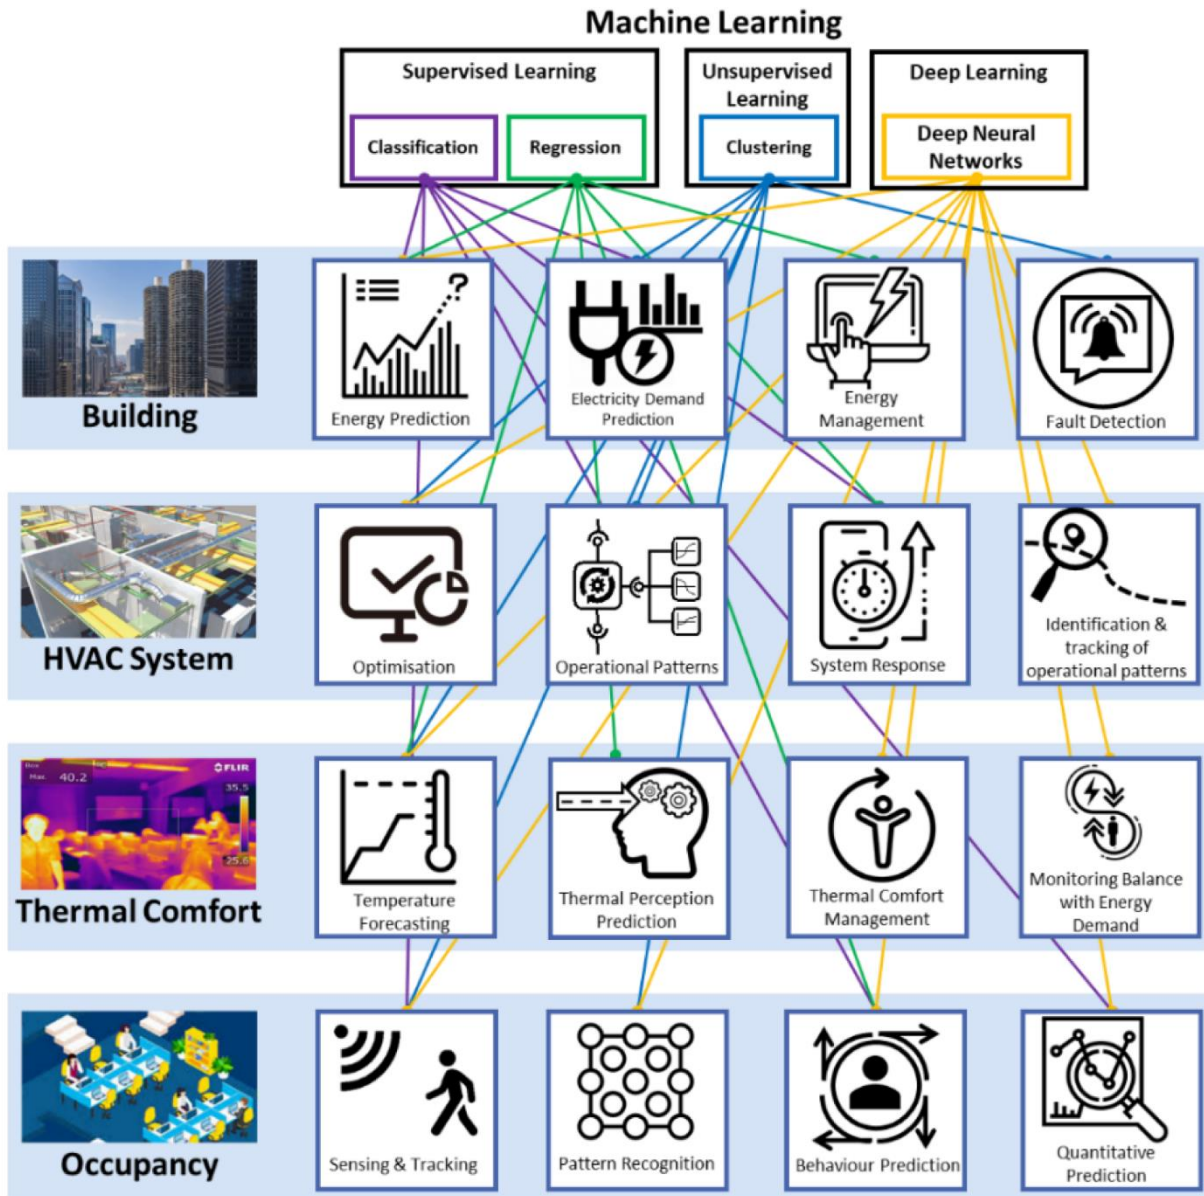 Machine Learning
Supervised Learning
Unsupervised
Learning
Deep Learning
Classification
Regression
Clustering
Deep Neural
Networks
Building
Energy Prediction
Electricity Demand
Prediction
Energy
Management
Fault Detection
HVAC System
Optimisation
Operational Patterns
System Response
Identification &
tracking of
operational patterns
Max 40.2
FLIR
35.5
25.6
Thermal Comfort
Temperature
Forecasting
Thermal Perception
Prediction
Thermal Comfort
Management
Monitoring Balance
with Energy
Demand
Occupancy
Sensing & Tracking
Pattern Recognition
Behaviour Prediction
Quantitative
Prediction